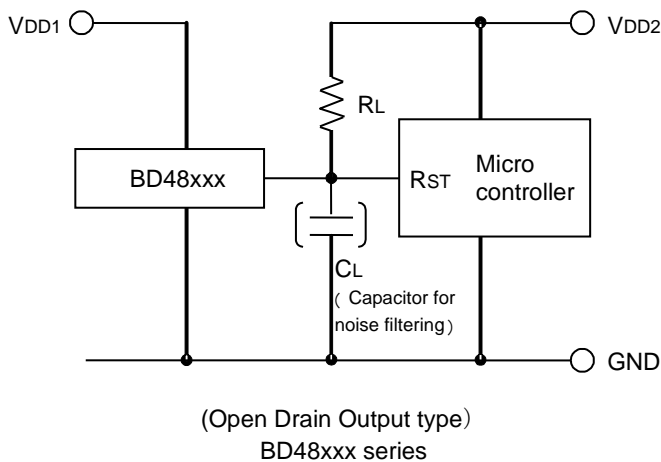 VDD1
VDD2
RL
BD48xxx
RST
Micro
controller
CL
( Capacitor for
noise filtering )
GND
(Open Drain Output type）
BD48xxx series